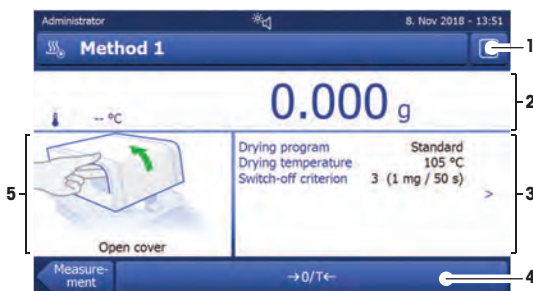 Administrator 8. Nov 2018 - 13:51
Method 1
1
-- °C 0.000 g
2
Drying program Standard
Drying temperature 105 °C
Switch-off criterion 3 (1 mg / 50 s)
>
3
5
Open cover
Measure-
ment
→0/T←
4